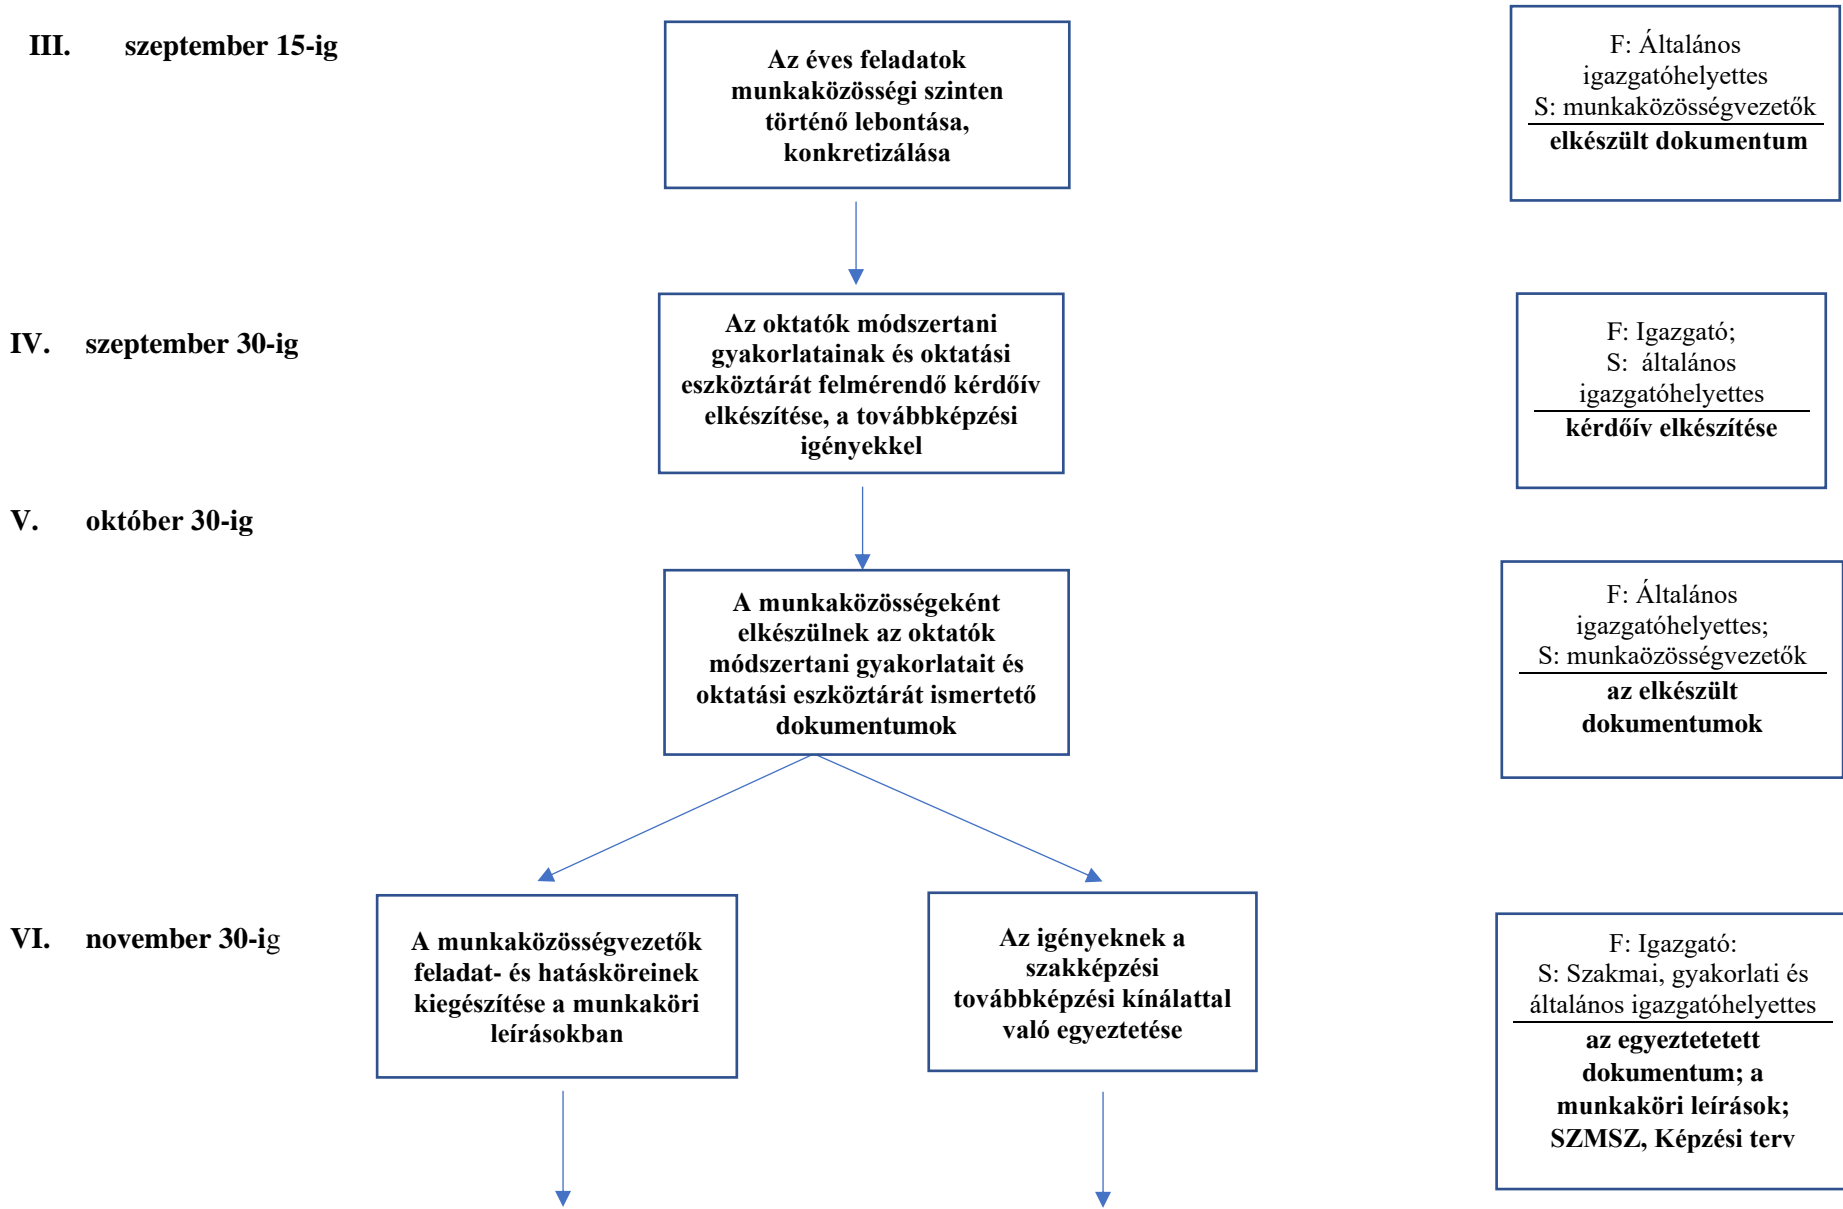 III. szeptember 15-ig
Az éves feladatok
munkaközösségi szinten
történő lebontása,
konkretizálása
F: Általános
igazgatóhelyettes
S: munkaközösségvezetők
elkészült dokumentum
IV. szeptember 30-ig
Az oktatók módszertani
gyakorlatainak és oktatási
eszköztárát felmérendő kérdőív
elkészítése, a továbbképzési
igényekkel
F: Igazgató;
S: általános
igazgatóhelyettes
kérdőív elkészítése
V. október 30-ig
A munkaközösségeként
elkészülnek az oktatók
módszertani gyakorlatait és
oktatási eszköztárát ismertető
dokumentumok
F: Általános
igazgatóhelyettes;
S: munkaözösségvezetők
az elkészült
dokumentumok
VI. november 30-ig
A munkaközösségvezetők
feladat- és hatásköreinek
kiegészítése a munkaköri
leírásokban
Az igényeknek a
szakképzési
továbbképzési kínálattal
való egyeztetése
F: Igazgató:
S: Szakmai, gyakorlati és
általános igazgatóhelyettes
az egyeztetetett
dokumentum; a
munkaköri leírások;
SZMSZ, Képzési terv